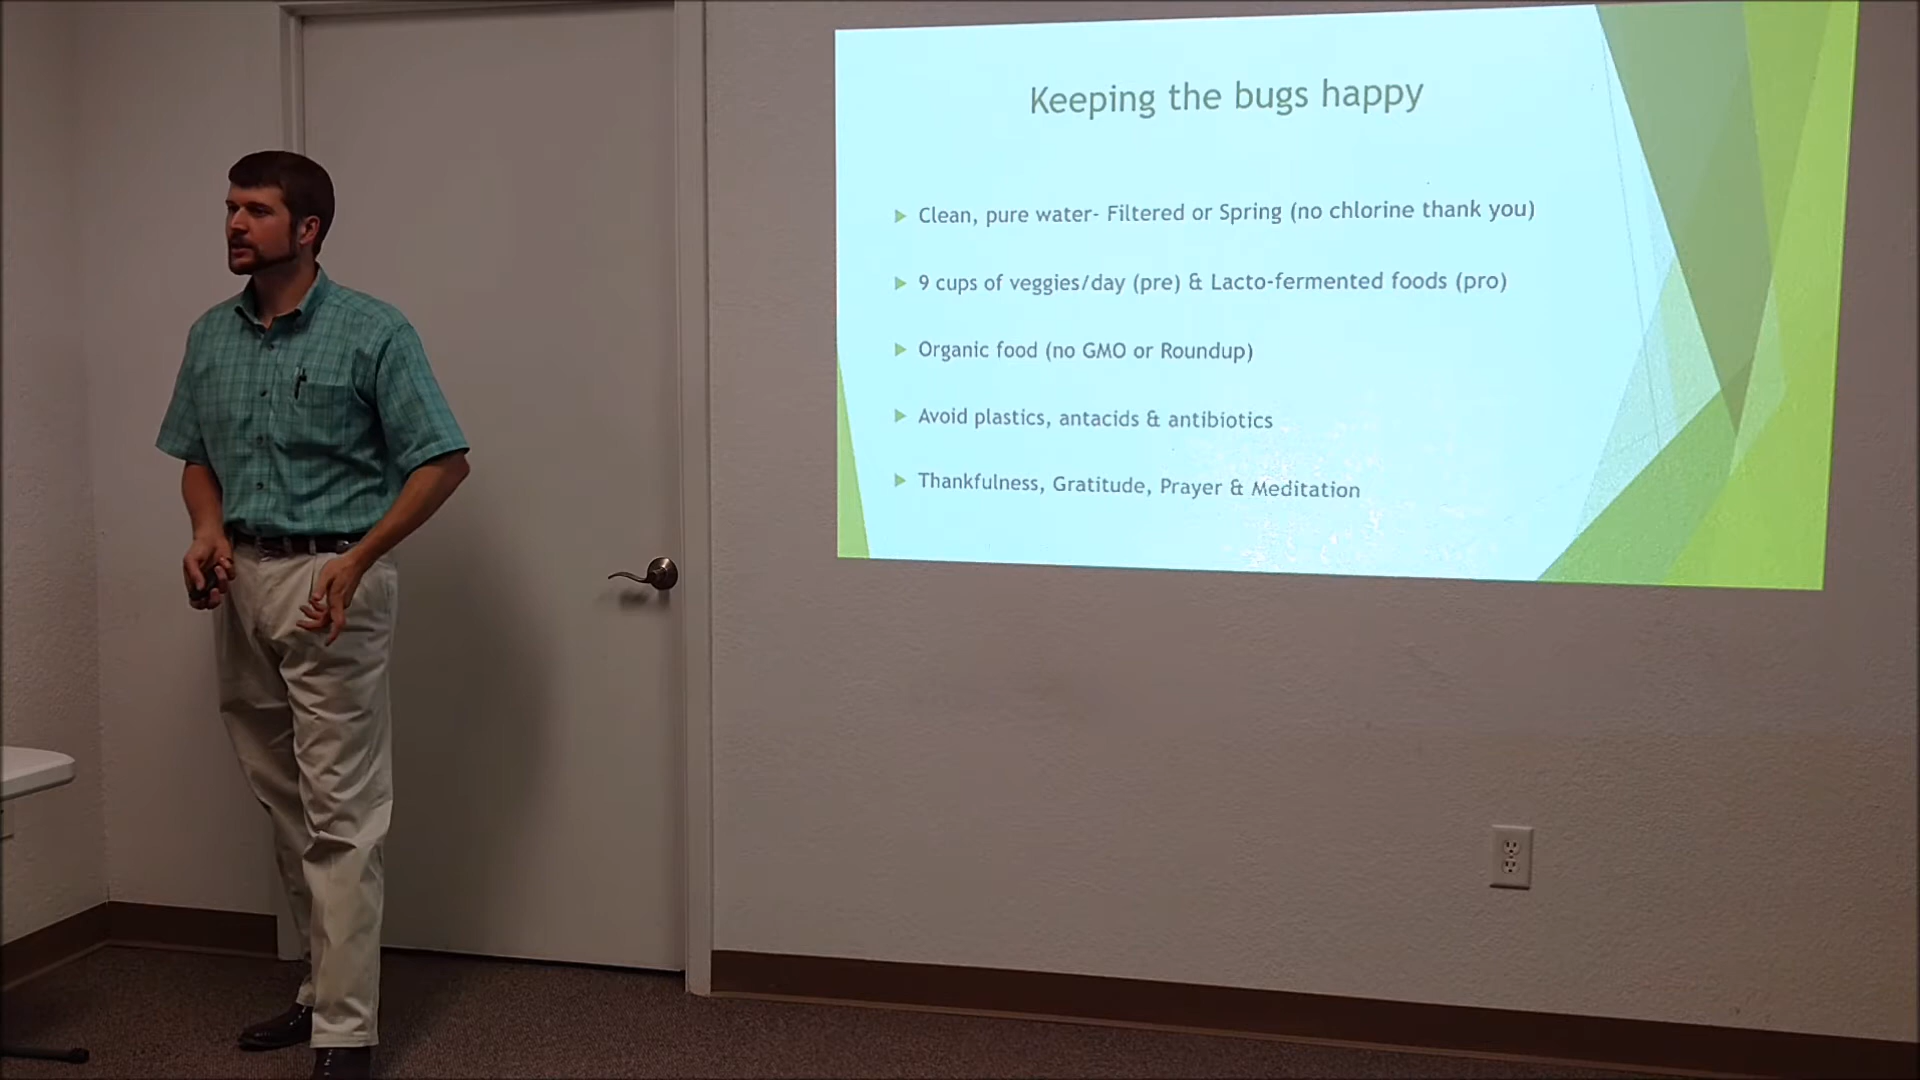 Keeping the bugs happy
Clean, pure water- Filtered or Spring (no chlorine thank you)
9 cups of veggies/day (pre) & Lacto-fermented foods (pro)
Organic food (no GMO or Roundup)
Avoid plastics, antacids & antibiotics
Thankfulness, Gratitude, Prayer & Meditation